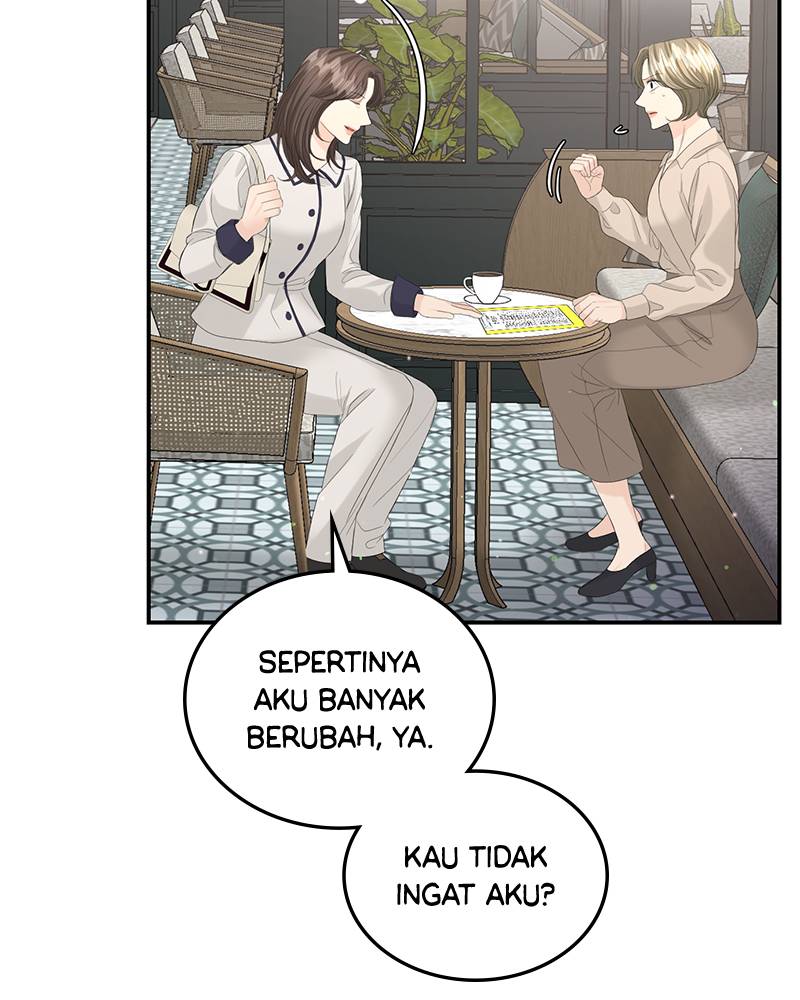 SEPERTINYA
AKU BANYAK
BERUBAH, YA.
KAU TIDAK
INGAT AKU?